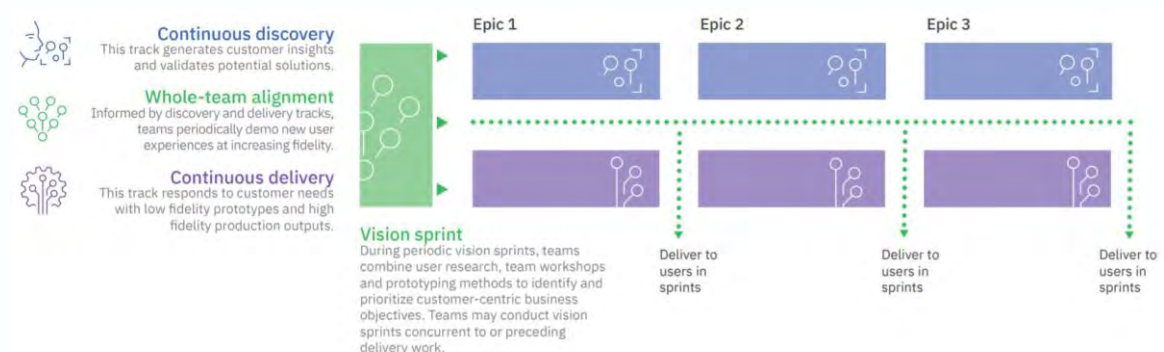 Continuous discovery
This track generates customer insights
and validates potential solutions.
Whole-team alignment
Informed by discovery and delivery tracks,
teams periodically demo new user
experiences at increasing fidelity.
Continuous delivery
This track responds to customer needs
with low fidelity prototypes and high
fidelity production outputs.
Epic 1
Epic 2
Epic 3
Vision sprint
During periodic vision sprints, teams
combine user research, team workshops
and prototyping methods to identify and
prioritize customer-centric business
objectives. Teams may conduct vision
sprints concurrent to or preceding
delivery work.
Deliver to
users in
sprints
Deliver to
users in
sprints
Deliver to
users in
sprints